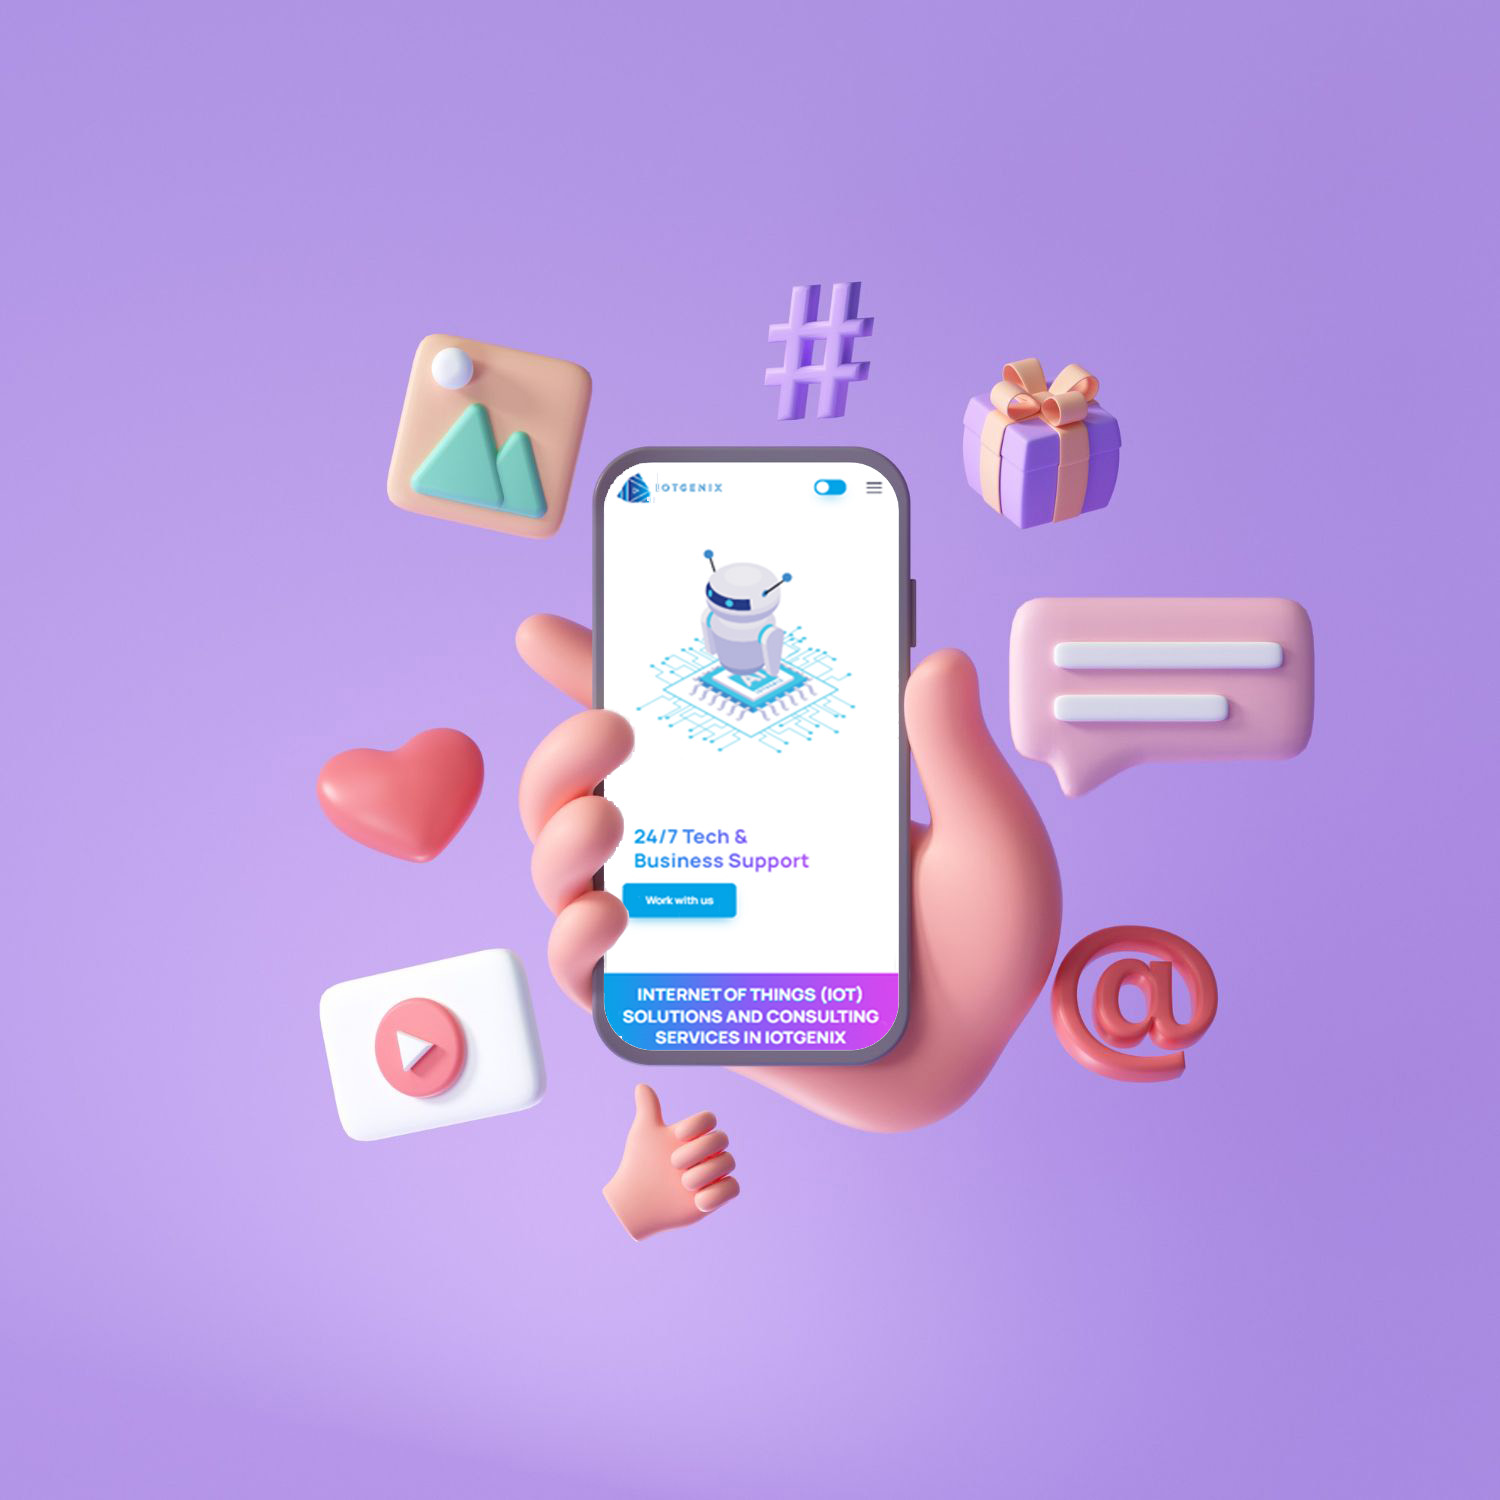 #
IOTGENIX
AI
24/7 Tech &
Business Support
Work with us
@
INTERNET OF THINGS (IOT)
SOLUTIONS AND CONSULTING
SERVICES IN IOTGENIX